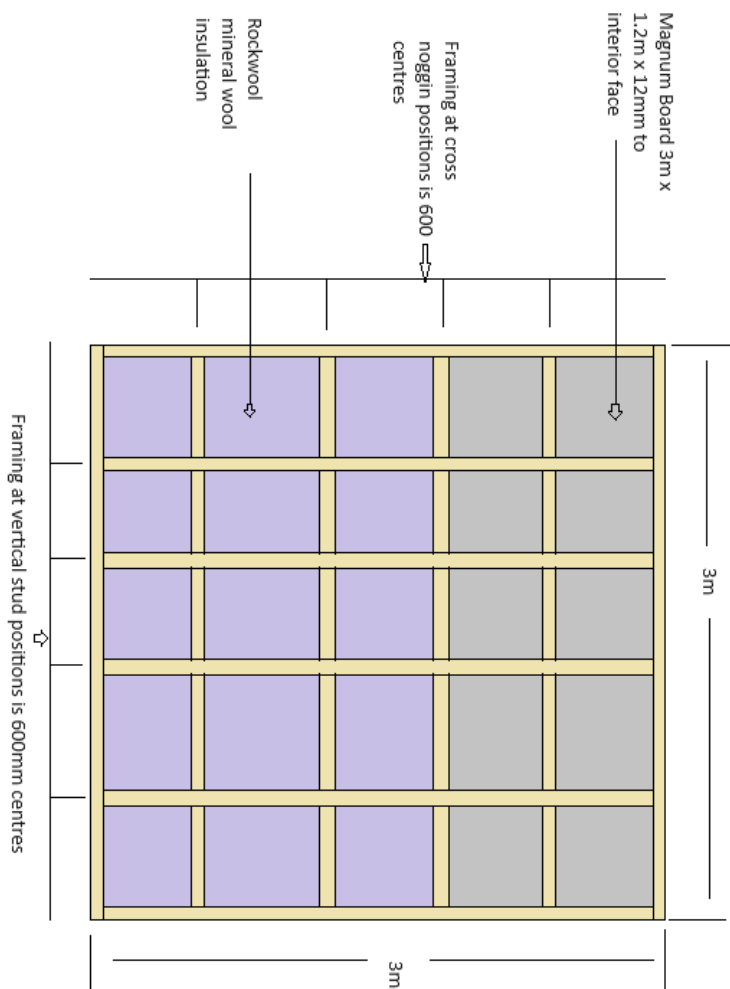 3m
Magnum Board 3m x
1.2m x 12mm to
interior face
Framing at cross
noggin positions is 600
centres
3m
Rockwool
mineral wool
insulation
Framing at vertical stud positions is 600mm centres